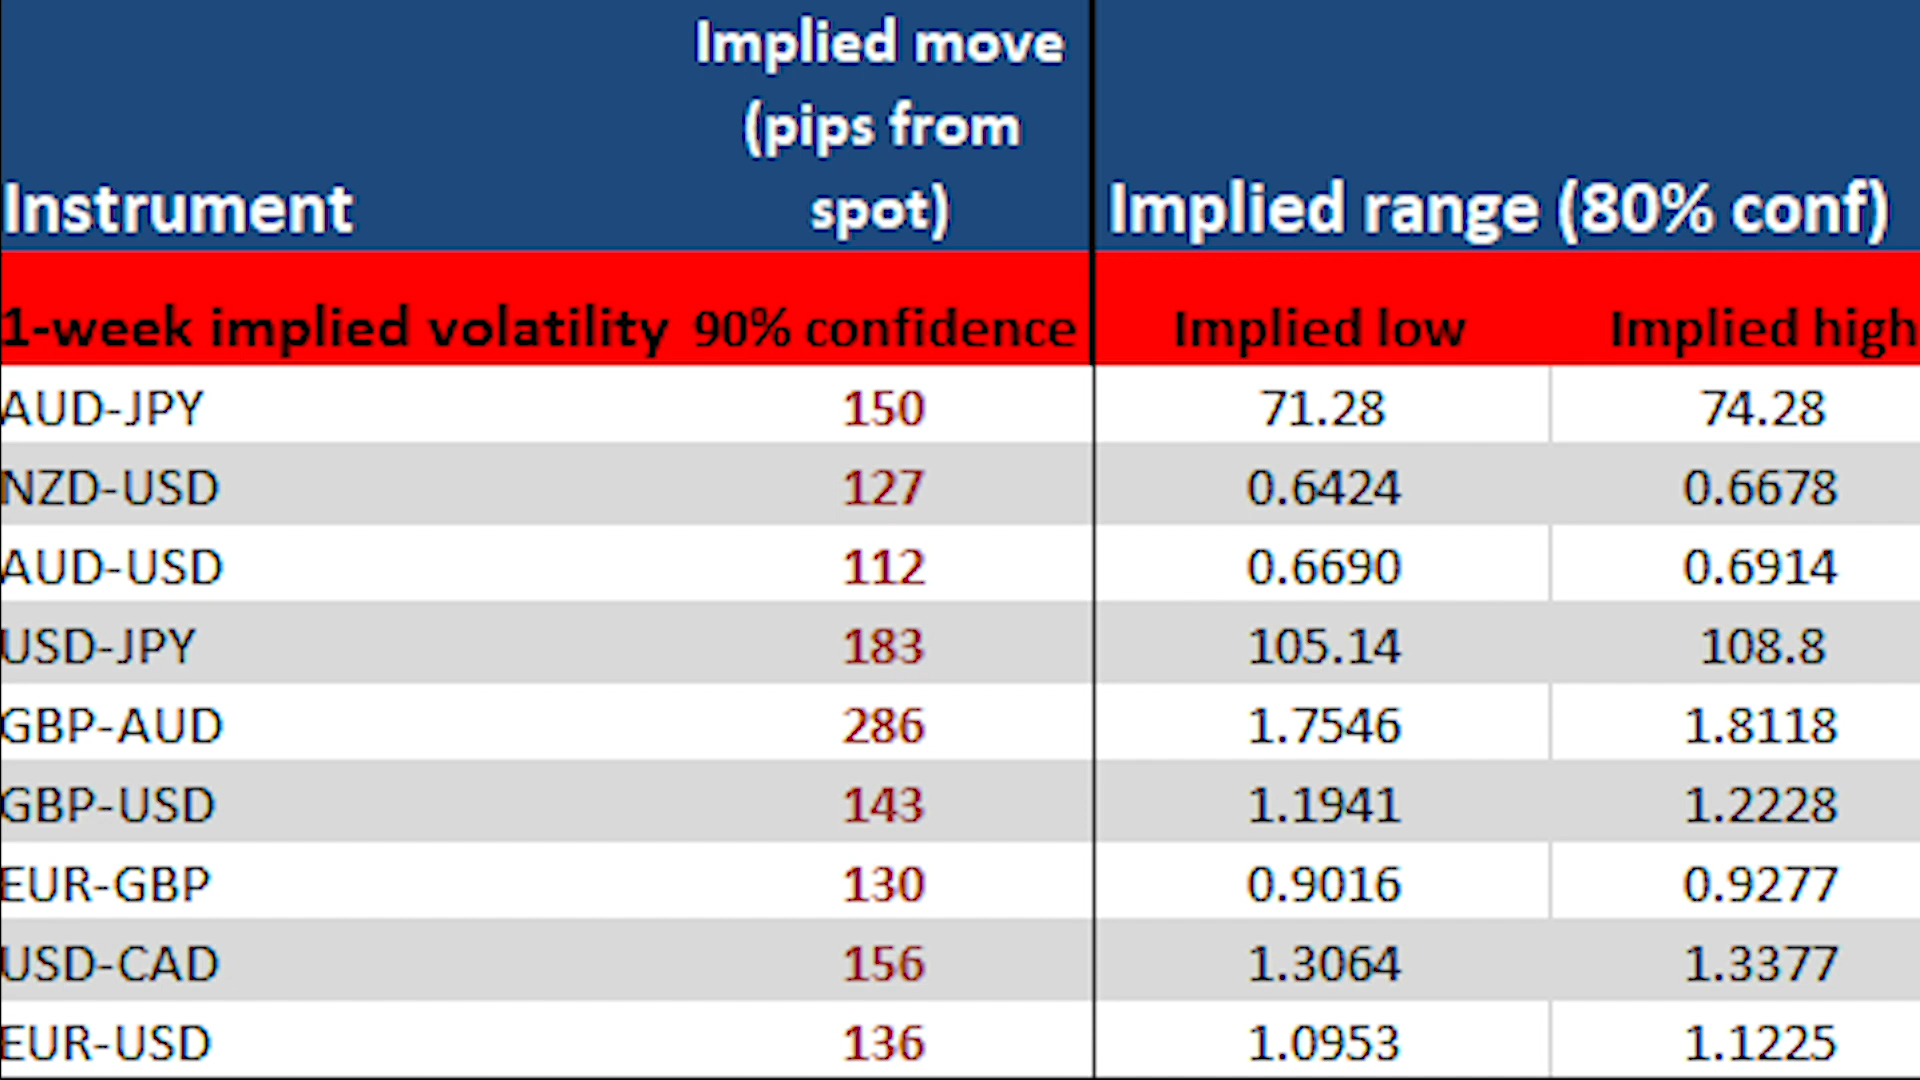 Implied move
(pips from
spot)
Instrument
Implied range (80% conf)
1-week implied volatility 90% confidence Implied low Implied high
AUD-JPY 150 71.28 74.28
NZD-USD 127 0.6424 0.6678
AUD-USD 112 0.6690 0.6914
USD-JPY 183 105.14 108.8
GBP-AUD 286 1.7546 1.8118
GBP-USD 143 1.1941 1.2228
EUR-GBP 130 0.9016 0.9277
USD-CAD 156 1.3064 1.3377
EUR-USD 136 1.0953 1.1225